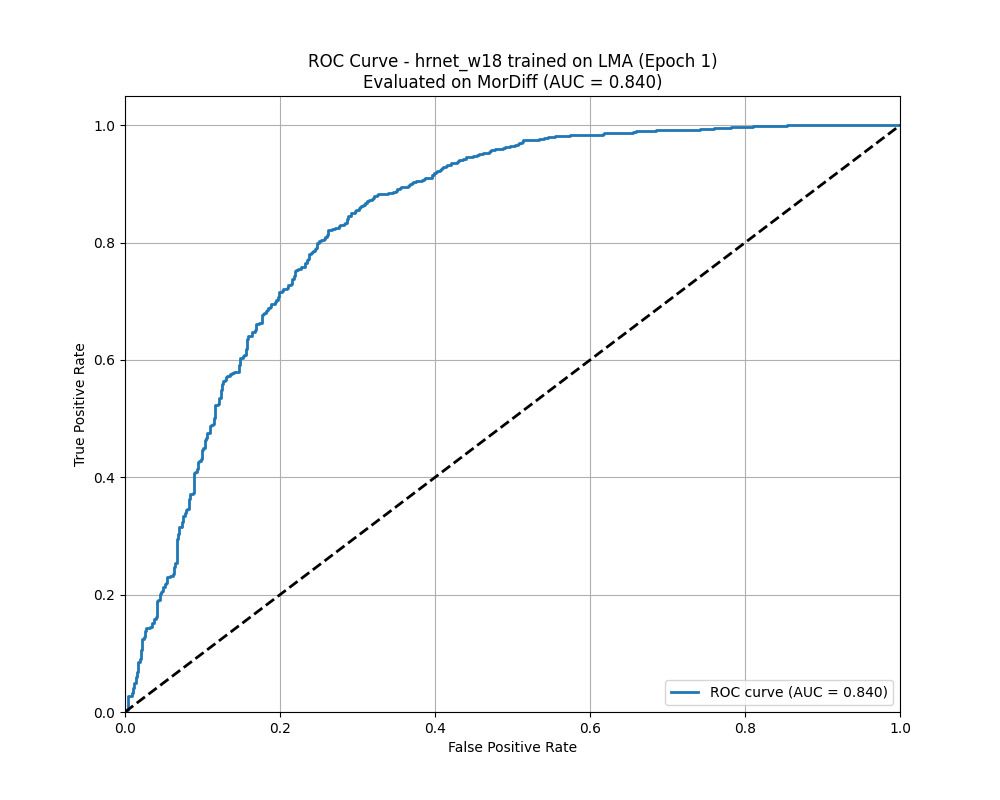 ROC Curve - hrnet_w18 trained on LMA (Epoch 1)
Evaluated on MorDiff (AUC = 0.840)
True Positive Rate
1.0
0.8
0.6
0.4
0.2
0.0
0.0 0.2 0.4 0.6 0.8 1.0
False Positive Rate
ROC curve (AUC = 0.840)